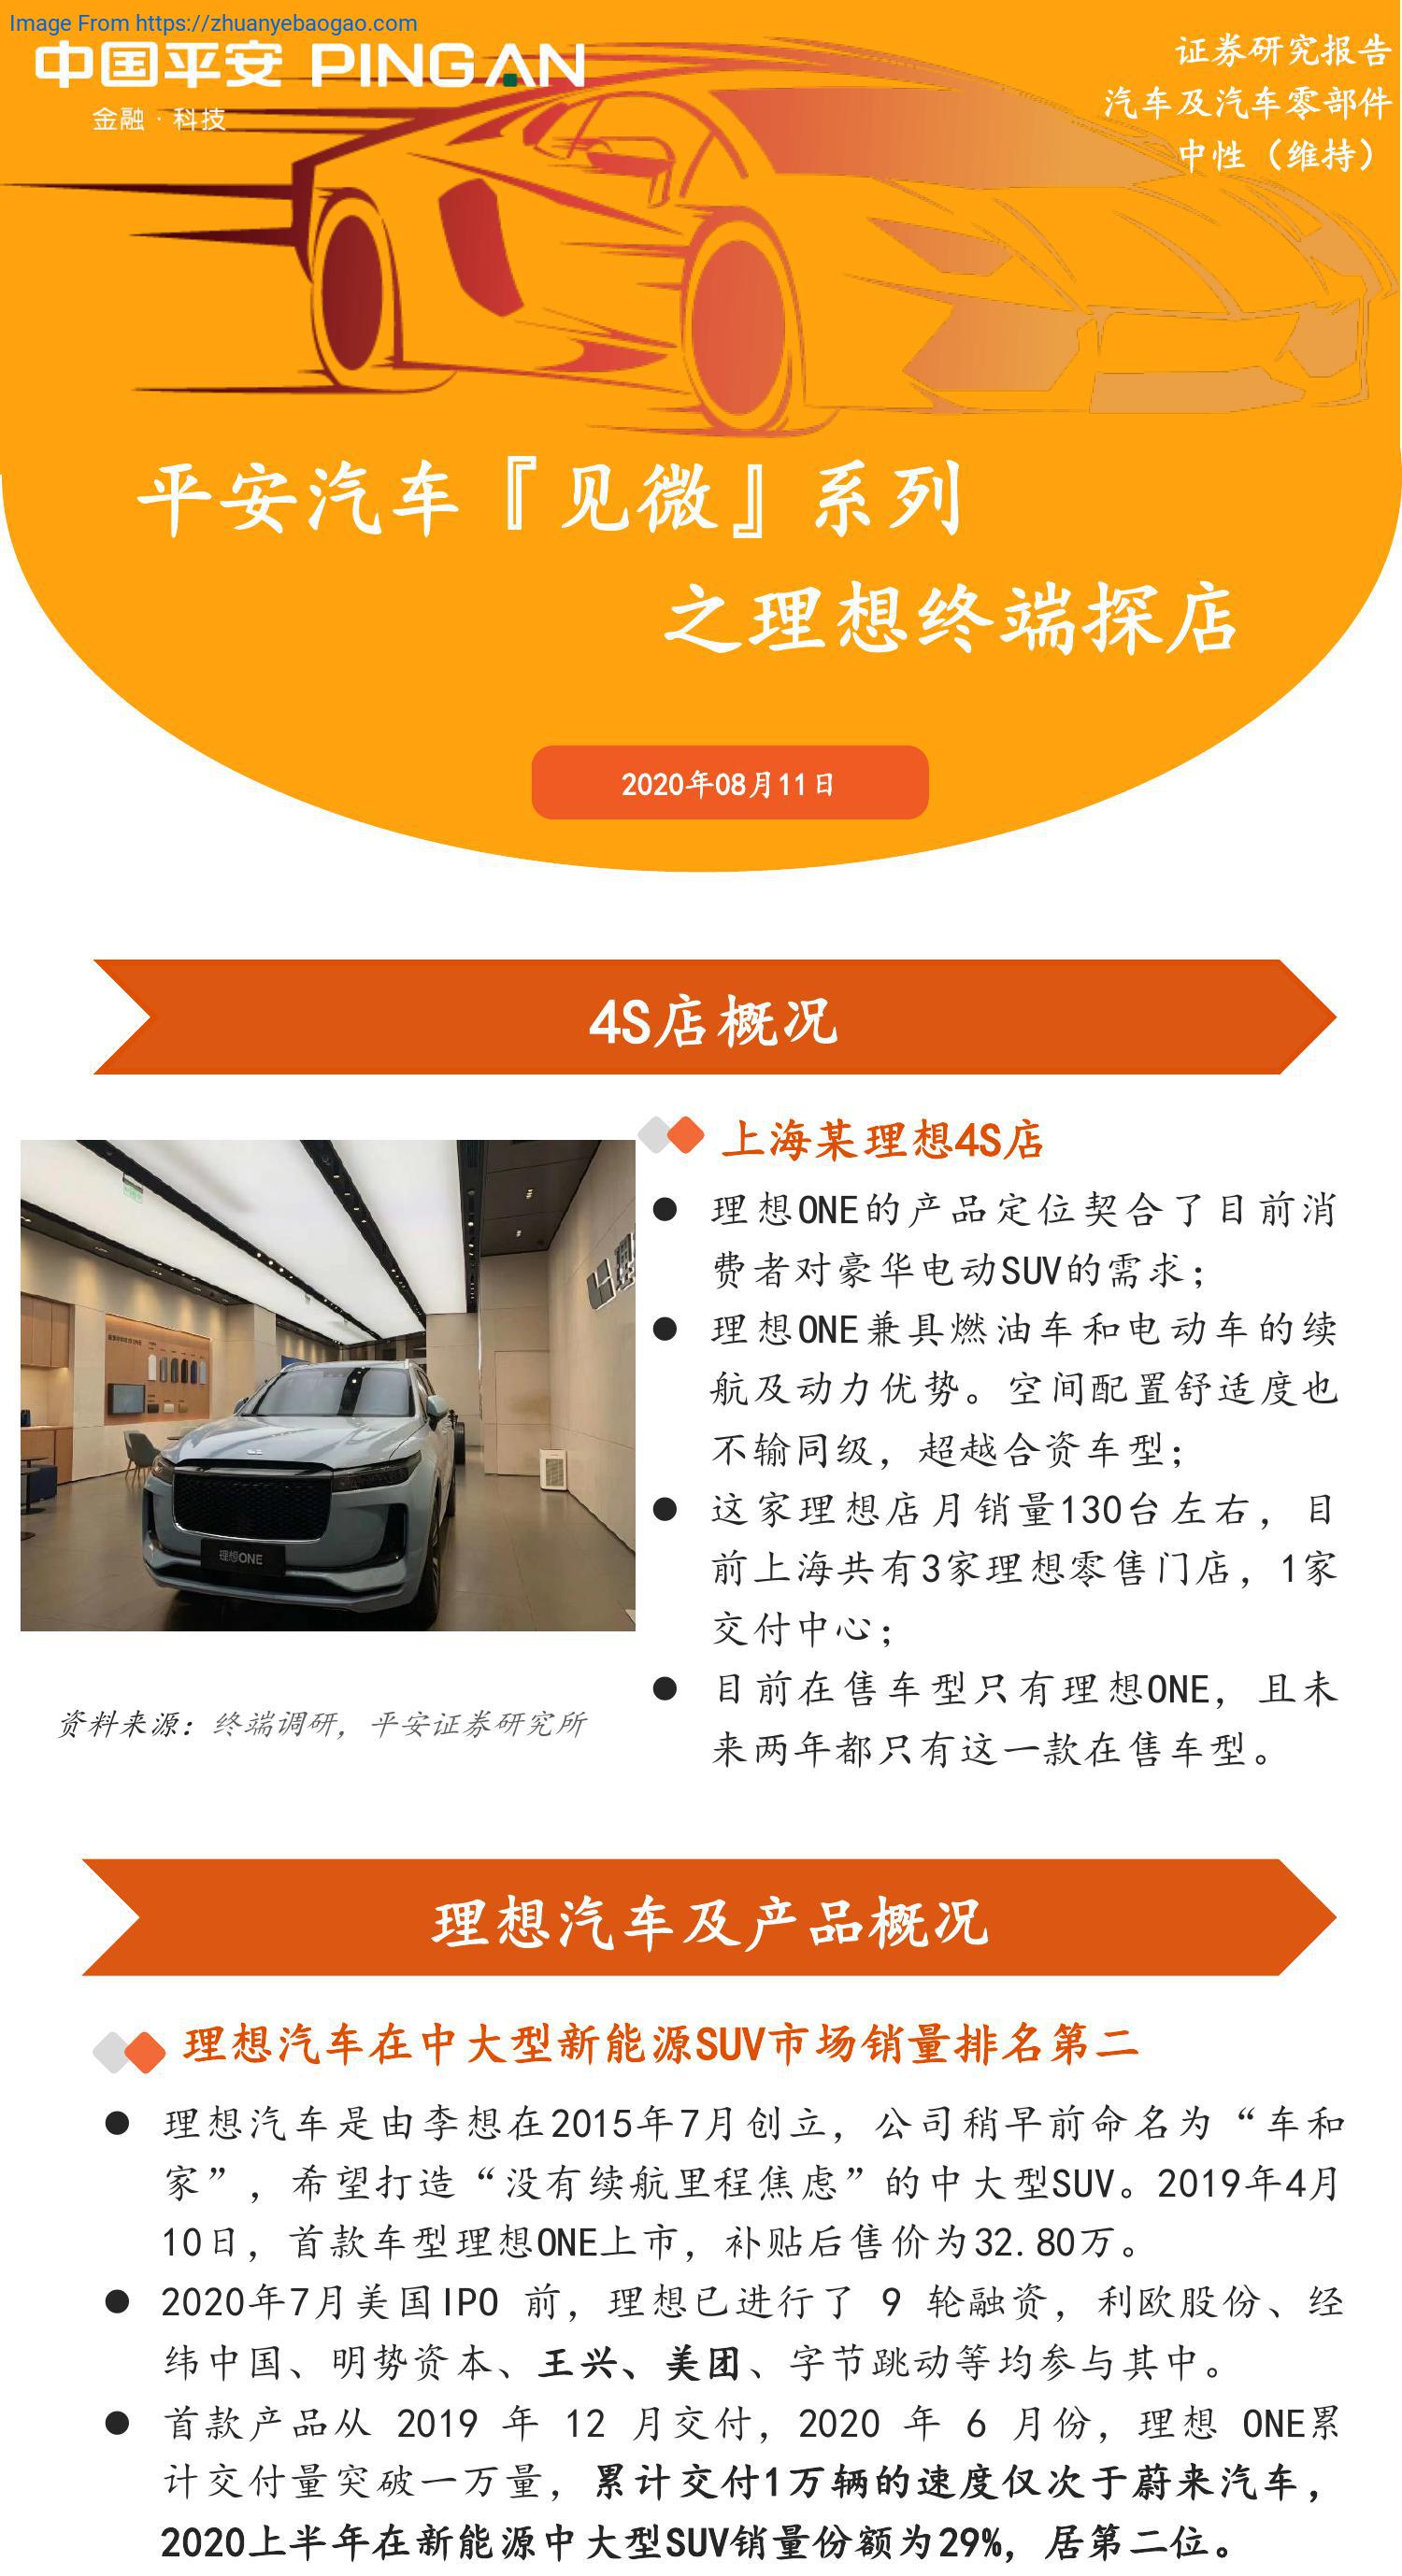 Image From https://zhuanyebaogao.com
中国平安 PINGAN
金融·科技
证券研究报告
汽车及汽车零部件
中性（维持）
平安汽车『见微』系列
之理想终端探店
2020年08月11日
4S店概况
上海某理想4S店
理想ONE的产品定位契合了目前消
费者对豪华电动SUV的需求；
理想ONE兼具燃油车和电动车的续
航及动力优势。空间配置舒适度也
不输同级，超越合资车型；
这家理想店月销量130台左右，目
前上海共有3家理想零售门店，1家
交付中心；
目前在售车型只有理想ONE，且未
来两年都只有这一款在售车型。
理想ONE
资料来源：终端调研，平安证券研究所
理想汽车及产品概况
理想汽车在中大型新能源SUV市场销量排名第二
理想汽车是由李想在2015年7月创立，公司稍早前命名为“车和
家”，希望打造“没有续航里程焦虑”的中大型SUV。2019年4月
10日，首款车型理想ONE上市，补贴后售价为32.80万。
2020年7月美国IPO 前，理想已进行了 9 轮融资，利欧股份、经
纬中国、明势资本、王兴、美团、字节跳动等均参与其中。
首款产品从 2019 年 12 月交付，2020 年 6 月份，理想 ONE累
计交付量突破一万量，累计交付1万辆的速度仅次于蔚来汽车，
2020上半年在新能源中大型SUV销量份额为29%，居第二位。